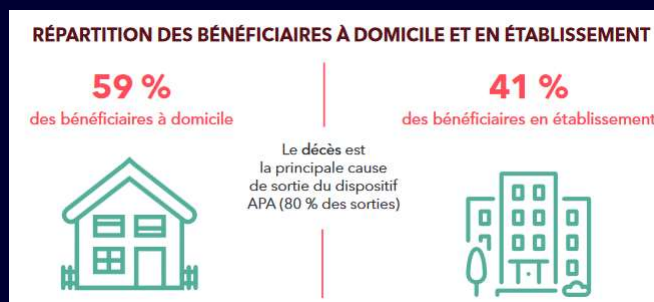 RÉPARTITION DES BÉNÉFICIAIRES À DOMICILE ET EN ÉTABLISSEMENT
59 %
des bénéficiaires à domicile
Le décès est
la principale cause
de sortie du dispositif
APA (80 % des sorties)
41 %
des bénéficiaires en établissement